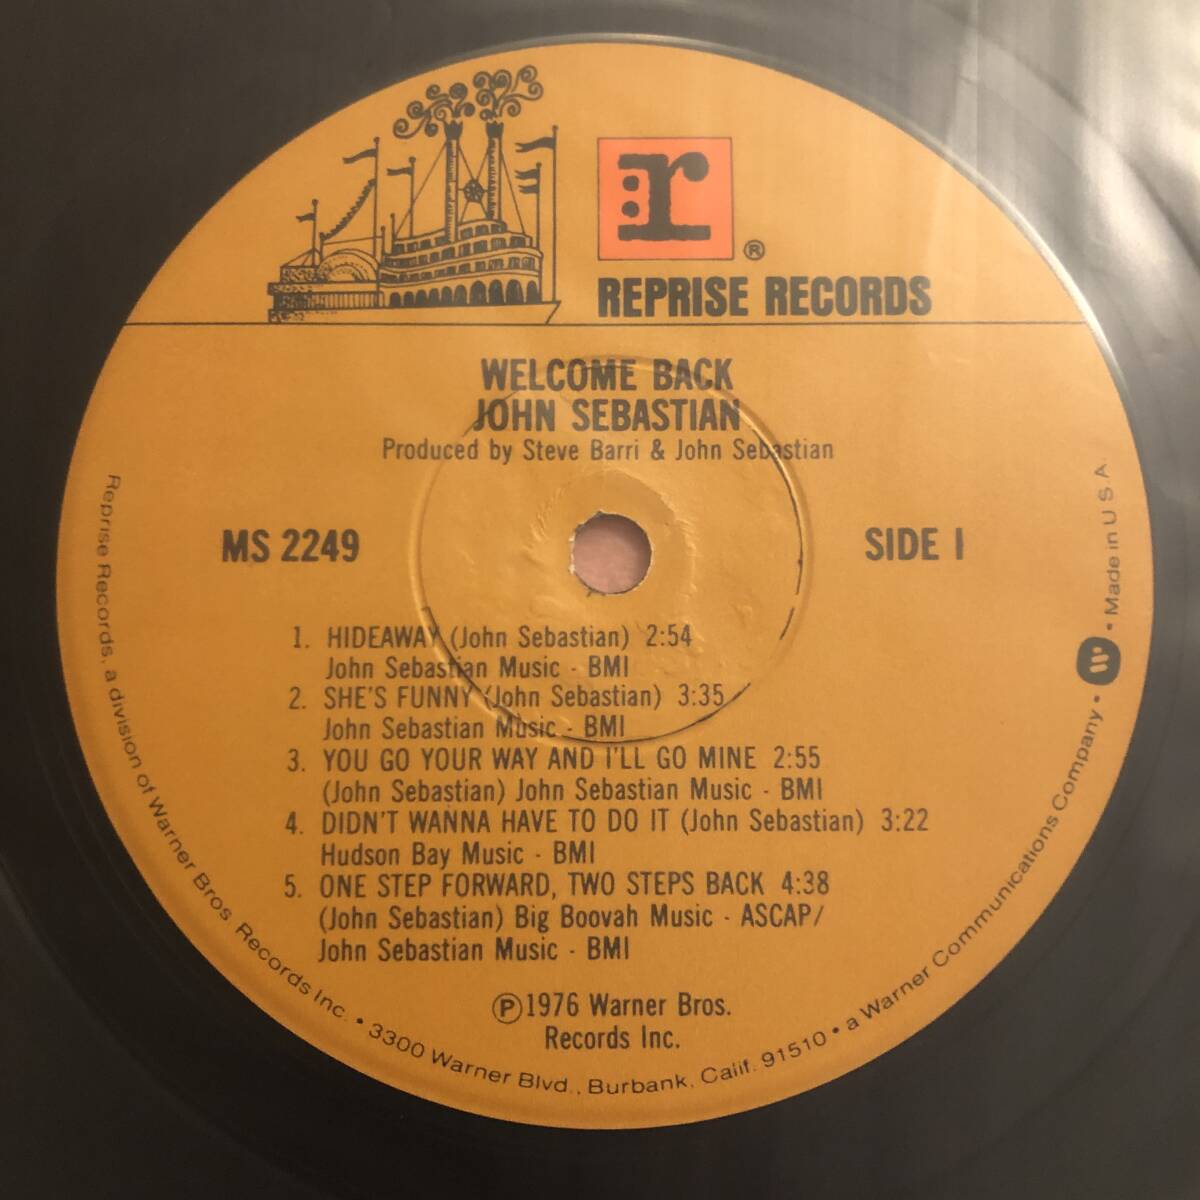 r
®
REPRISE RECORDS
WELCOME BACK
JOHN SEBASTIAN
Produced by Steve Barri & John Sebastian
MS 2249
SIDE I
1. HIDEAWAY (John Sebastian) 2:54
John Sebastian Music - BMI
2. SHE'S FUNNY (John Sebastian) 3:35
John Sebastian Music - BMI
3. YOU GO YOUR WAY AND I'LL GO MINE 2:55
(John Sebastian) John Sebastian Music - BMI
4. DIDN'T WANNA HAVE TO DO IT (John Sebastian) 3:22
Hudson Bay Music - BMI
5. ONE STEP FORWARD, TWO STEPS BACK 4:38
(John Sebastian) Big Boovah Music - ASCAP/
John Sebastian Music - BMI
℗1976 Warner Bros.
Records Inc.
Reprise Records, a division of Warner Bros. Records Inc. • 3300 Warner Blvd., Burbank, Calif. 91510 • a Warner Communications Company • W • Made in U.S.A.